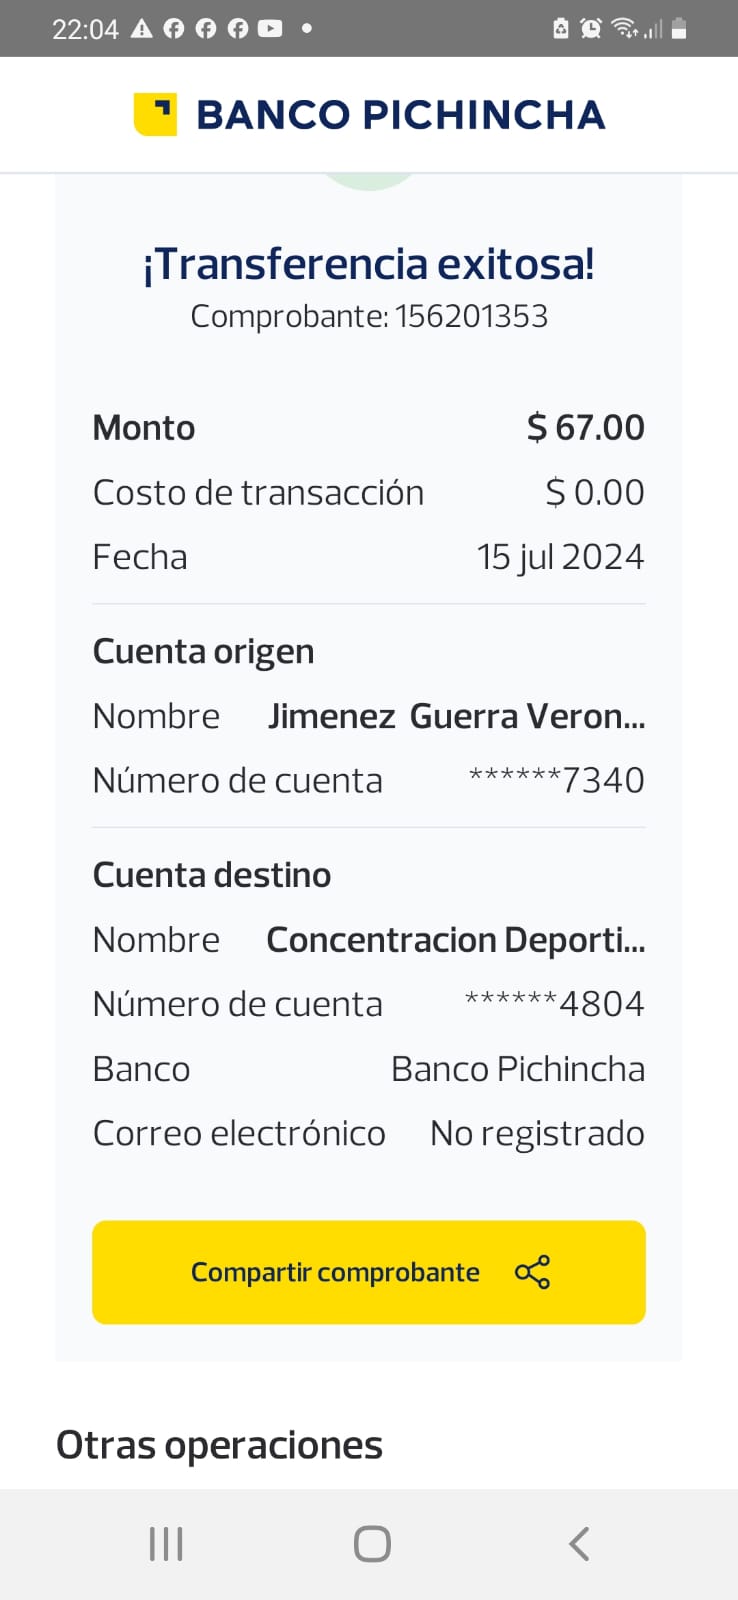 22:04
BANCO PICHINCHA
¡Transferencia exitosa!
Comprobante: 156201353
Monto $ 67.00
Costo de transacción $ 0.00
Fecha 15 jul 2024
Cuenta origen
Nombre Jimenez Guerra Veron...
Número de cuenta ******7340
Cuenta destino
Nombre Concentracion Deporti...
Número de cuenta ******4804
Banco Banco Pichincha
Correo electrónico No registrado
Compartir comprobante
Otras operaciones